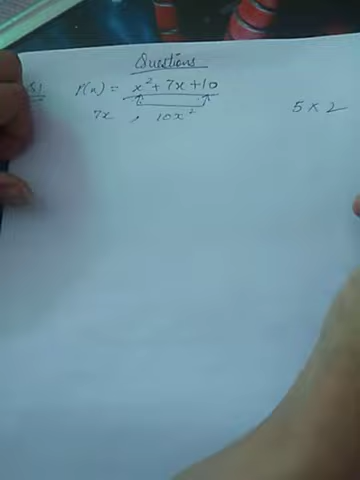 Questions
P(x) = x² + 7x + 10
7x , 10x²
5 × 2